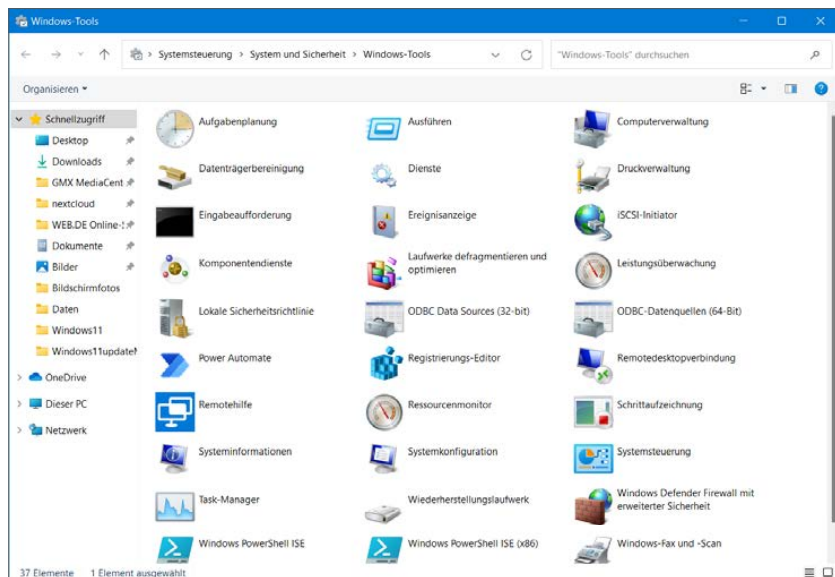 Windows-Tools
Systemsteuerung > System und Sicherheit > Windows-Tools
"Windows-Tools" durchsuchen
Organisieren
Schnellzugriff
Desktop
Downloads
GMX MediaCent
nextcloud
WEB.DE Online-
Dokumente
Bilder
Bildschirmfotos
Daten
Windows11
Windows11update
OneDrive
Dieser PC
Netzwerk
Aufgabenplanung
Ausführen
Computerverwaltung
Datenträgerbereinigung
Dienste
Druckverwaltung
Eingabeaufforderung
Ereignisanzeige
iSCSI-Initiator
Komponentendienste
Laufwerke defragmentieren und
optimieren
Leistungsüberwachung
Lokale Sicherheitsrichtlinie
ODBC Data Sources (32-bit)
ODBC-Datenquellen (64-Bit)
Power Automate
Registrierungs-Editor
Remotedesktopverbindung
Remotehilfe
Ressourcenmonitor
Schrittaufzeichnung
Systeminformationen
Systemkonfiguration
Systemsteuerung
Task-Manager
Wiederherstellungslaufwerk
Windows Defender Firewall mit
erweiterter Sicherheit
Windows PowerShell ISE
Windows PowerShell ISE (x86)
Windows-Fax und -Scan
37 Elemente 1 Element ausgewählt